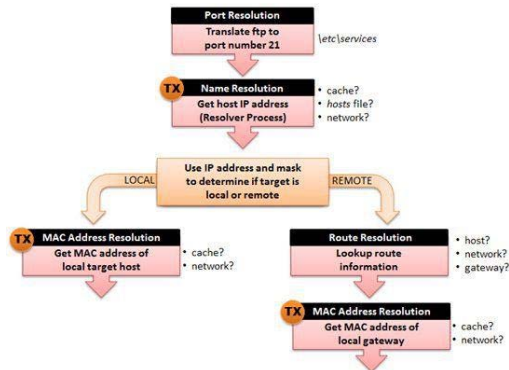 Port Resolution
Translate ftp to
port number 21
\etc\services
TX
Name Resolution
Get host IP address
(Resolver Process)
• cache?
• hosts file?
• network?
Use IP address and mask
to determine if target is
local or remote
LOCAL
REMOTE
TX
MAC Address Resolution
Get MAC address of
local target host
• cache?
• network?
Route Resolution
Lookup route
information
• host?
• network?
• gateway?
TX
MAC Address Resolution
Get MAC address of
local gateway
• cache?
• network?